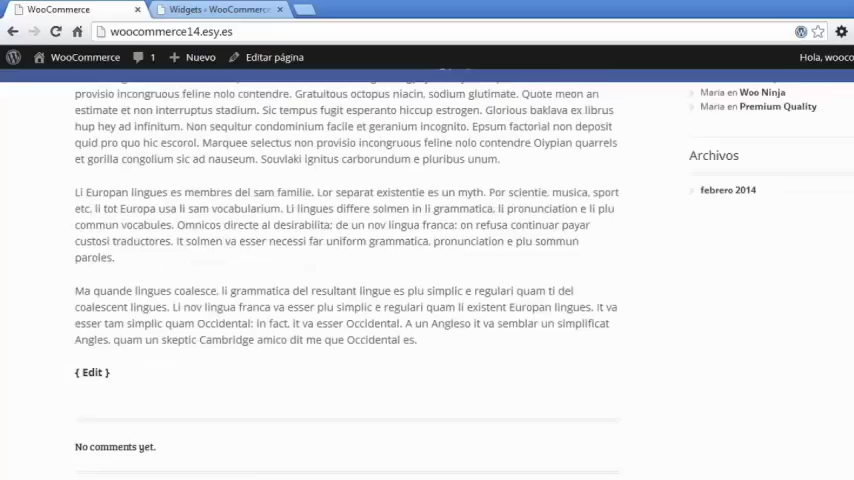 WooCommerce
Widgets ‹ WooCommerce
woocommerce14.esy.es
WooCommerce 1 Nuevo Editar página Hola, wooco
provisio incongruous feline nolo contendre. Gratuitous octopus niacin, sodium glutimate. Quote meon an
estimate et non interruptus stadium. Sic tempus fugit esperanto hiccup estrogen. Glorious baklava ex librus
hup hey ad infinitum. Non sequitur condominium facile et geranium incognito. Epsum factorial non deposit
quid pro quo hic escorol. Marquee selectus non provisio incongruous feline nolo contendre Olypian quarrels
et gorilla congolium sic ad nauseum. Souvlaki ignitus carborundum e pluribus unum.
Li Europan lingues es membres del sam familie. Lor separat existentie es un myth. Por scientie, musica, sport
etc, li tot Europa usa li sam vocabularium. Li lingues differe solmen in li grammatica, li pronunciation e li plu
commun vocabules. Omnicos directe al desirabilita: de un nov lingua franca: on refusa continuar payar
custosi traductores. It solmen va esser necessi far uniform grammatica, pronunciation e plu sommun
paroles.
Ma quande lingues coalesce, li grammatica del resultant lingue es plu simplic e regulari quam ti del
coalescent lingues. Li nov lingua franca va esser plu simplic e regulari quam li existent Europan lingues. It va
esser tam simplic quam Occidental: in fact, it va esser Occidental. A un Angleso it va semblar un simplificat
Angles, quam un skeptic Cambridge amico dit me que Occidental es.
{ Edit }
No comments yet.
Maria en Woo Ninja
Maria en Premium Quality
Archivos
febrero 2014